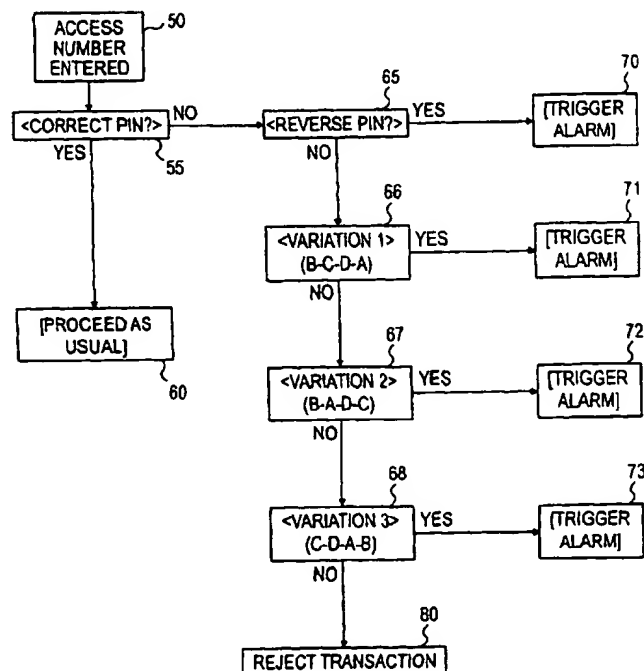 50
ACCESS
NUMBER
ENTERED
<CORRECT PIN?>
55
NO
YES
65
<REVERSE PIN?>
YES
NO
70
[TRIGGER
ALARM]
66
<VARIATION 1>
(B-C-D-A)
YES
NO
71
[TRIGGER
ALARM]
[PROCEED AS
USUAL]
60
67
<VARIATION 2>
(B-A-D-C)
YES
NO
72
[TRIGGER
ALARM]
68
<VARIATION 3>
(C-D-A-B)
YES
NO
73
[TRIGGER
ALARM]
80
REJECT TRANSACTION